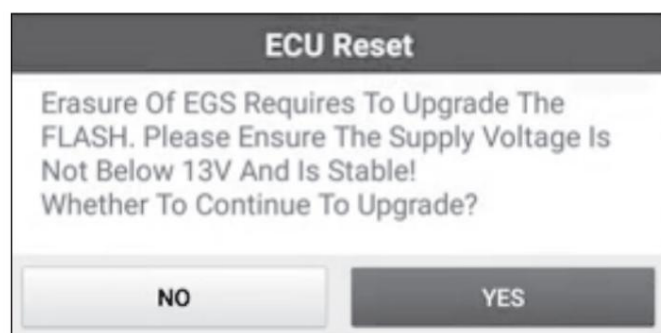 ECU Reset
Erasure Of EGS Requires To Upgrade The
FLASH. Please Ensure The Supply Voltage Is
Not Below 13V And Is Stable!
Whether To Continue To Upgrade?
NO
YES